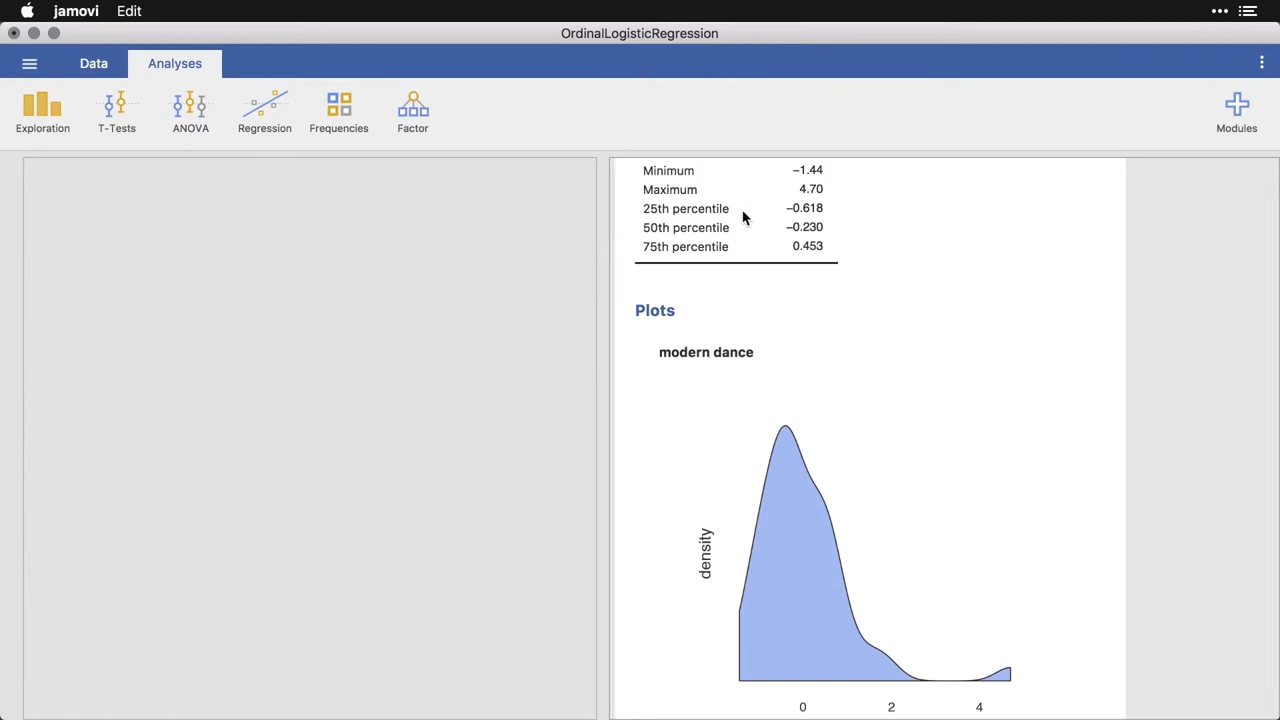 jamovi Edit
OrdinalLogisticRegression
Data Analyses
Exploration T-Tests ANOVA Regression Frequencies Factor Modules
Minimum −1.44
Maximum 4.70
25th percentile −0.618
50th percentile −0.230
75th percentile 0.453
Plots
modern dance
density
0 2 4